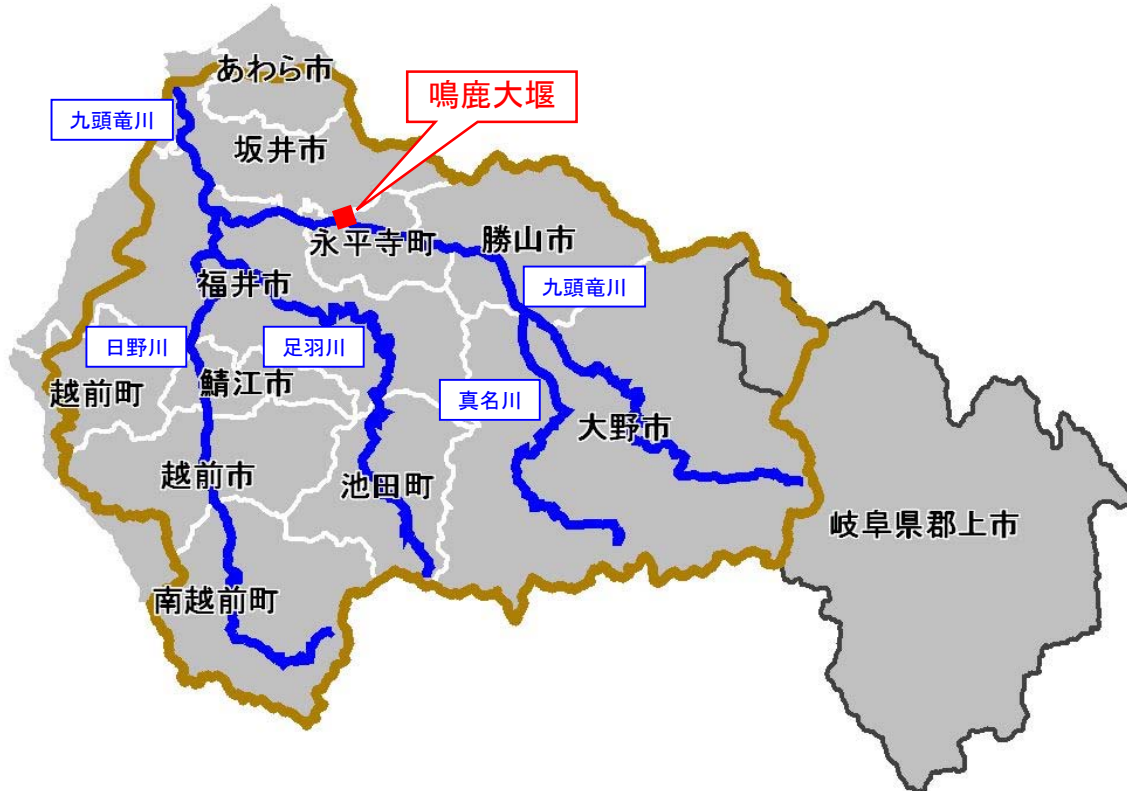 あわら市
鳴鹿大堰
九頭竜川
坂井市
永平寺町
勝山市
福井市
九頭竜川
日野川
足羽川
越前町
鯖江市
真名川
大野市
越前市
池田町
岐阜県郡上市
南越前町